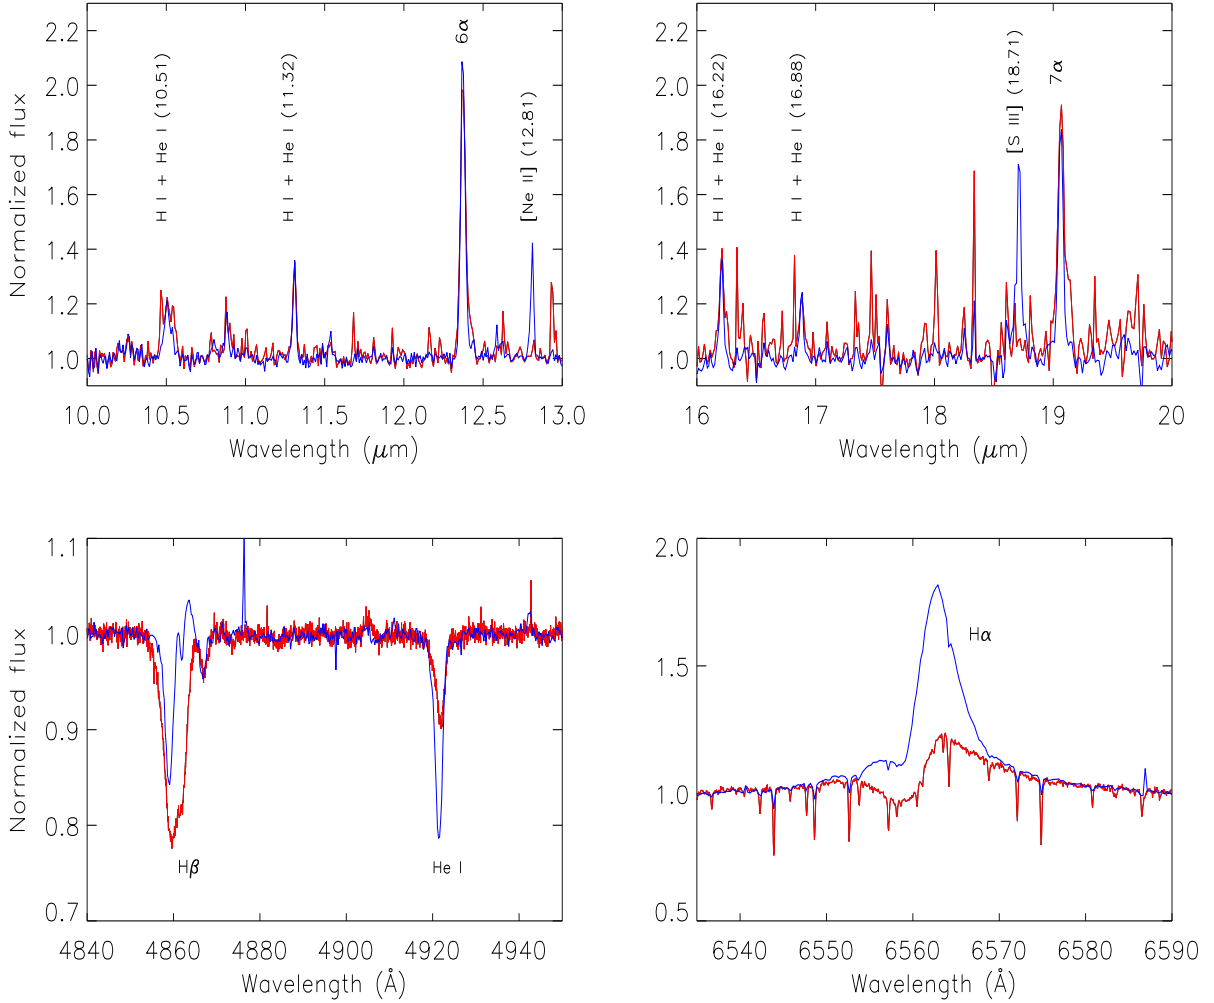 2.2
2.0
1.8
1.6
1.4
1.2
1.0
Normalized flux
H I + He I (10.51)
H I + He I (11.32)
6α
[Ne II] (12.81)
10.0 10.5 11.0 11.5 12.0 12.5 13.0
Wavelength (μm)
2.2
2.0
1.8
1.6
1.4
1.2
1.0
H I + He I (16.22)
H I + He I (16.88)
[S III] (18.71)
7α
16 17 18 19 20
Wavelength (μm)
1.1
1.0
0.9
0.8
0.7
Normalized flux
Hβ
He I
4840 4860 4880 4900 4920 4940
Wavelength (Å)
2.0
1.5
1.0
0.5
Hα
6540 6550 6560 6570 6580 6590
Wavelength (Å)